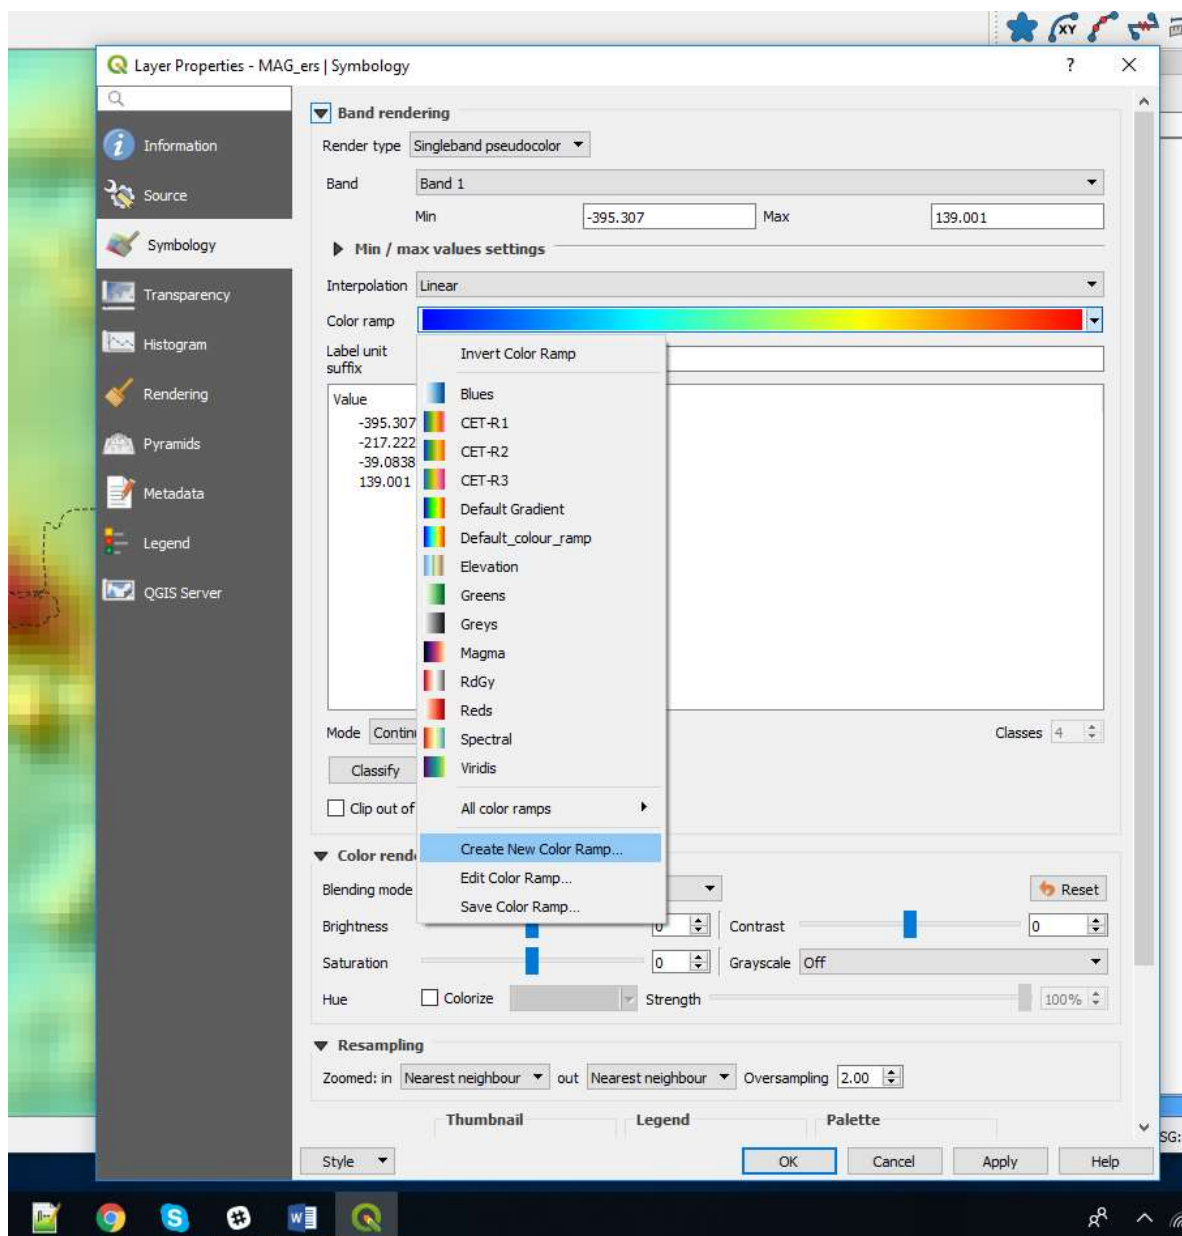 XY
Layer Properties - MAG_ers | Symbology
?
Information
Source
Symbology
Transparency
Histogram
Rendering
Pyramids
Metadata
Legend
QGIS Server
Band rendering
Render type Singleband pseudocolor
Band Band 1
Min -395.307 Max 139.001
Min / max values settings
Interpolation Linear
Color ramp
Label unit
suffix
Value
-395.307
-217.222
-39.0838
139.001
Invert Color Ramp
Blues
CET-R1
CET-R2
CET-R3
Default Gradient
Default_colour_ramp
Elevation
Greens
Greys
Magma
RdGy
Reds
Spectral
Viridis
All color ramps
Create New Color Ramp...
Edit Color Ramp...
Save Color Ramp...
Mode Contin Classes 4
Classify
Clip out of
Color rend
Blending mode Reset
Brightness 0 Contrast 0
Saturation 0 Grayscale Off
Hue Colorize Strength 100%
Resampling
Zoomed: in Nearest neighbour out Nearest neighbour Oversampling 2.00
Thumbnail Legend Palette
Style OK Cancel Apply Help
SG: